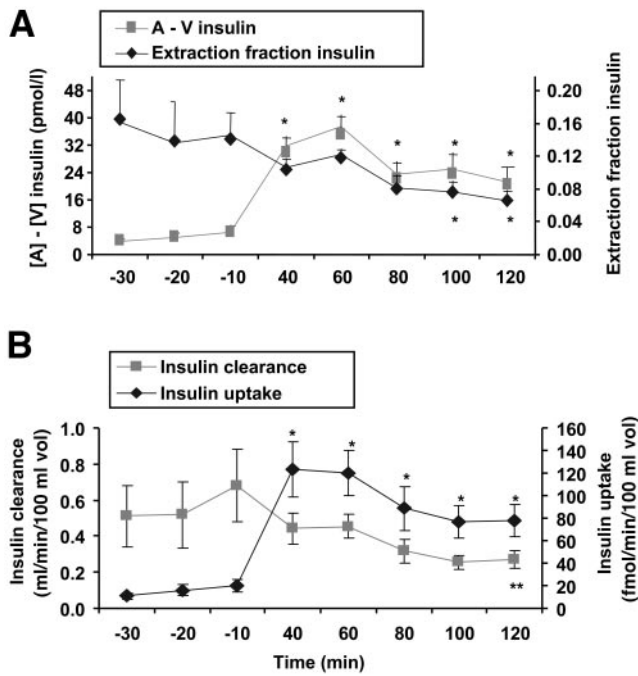 A
A - V insulin
Extraction fraction insulin
[A] - [V] insulin (pmol/l)
48
40
32
24
16
8
0
* * * * *
* *
0.20
0.16
0.12
0.08
0.04
0
Extraction fraction insulin
-30 -20 -10 40 60 80 100 120
B
Insulin clearance
Insulin uptake
Insulin clearance
(ml/min/100 ml vol)
1.0
0.8
0.6
0.4
0.2
0.0
* * * * *
**
160
140
120
100
80
60
40
20
0
Insulin uptake
(fmol/min/100 ml vol)
-30 -20 -10 40 60 80 100 120
Time (min)